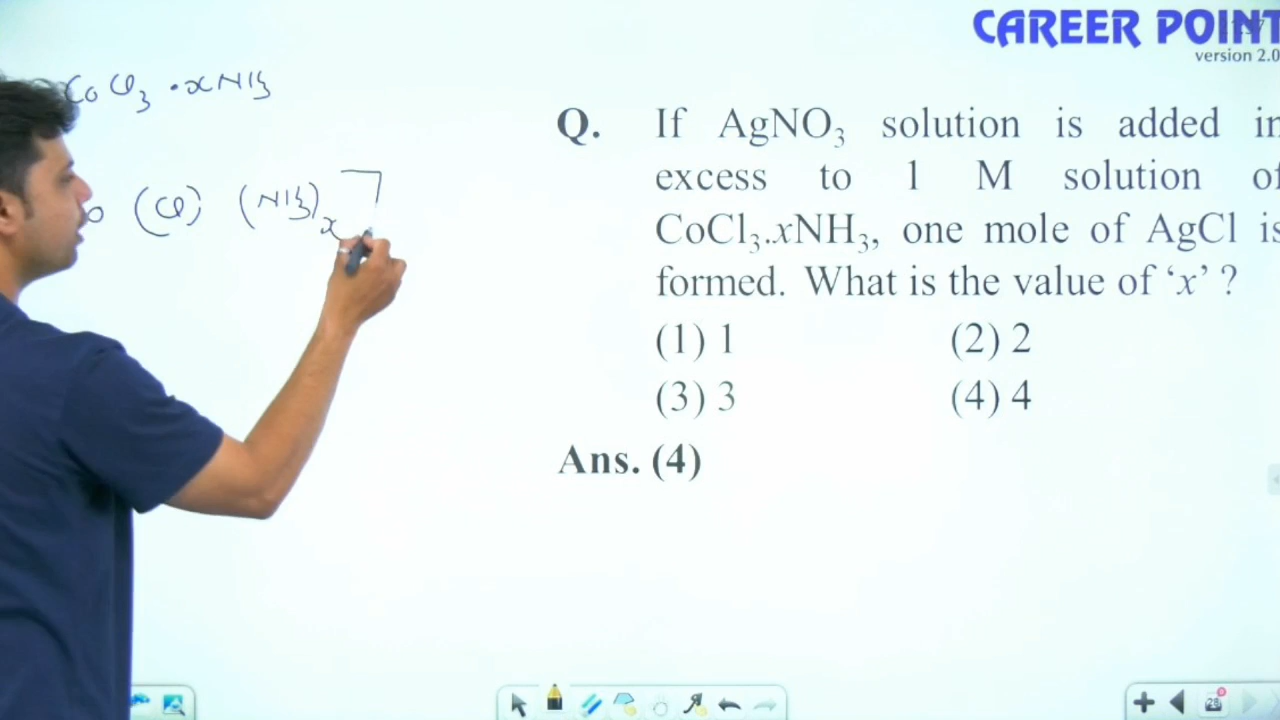 CAREER POINT
version 2.0
CoCl3 · xNH3
(Cl) (NH3)x
Q. If AgNO₃ solution is added in
excess to 1 M solution of
CoCl₃.xNH₃, one mole of AgCl is
formed. What is the value of ‘x’ ?
(1) 1 (2) 2
(3) 3 (4) 4
Ans. (4)
28